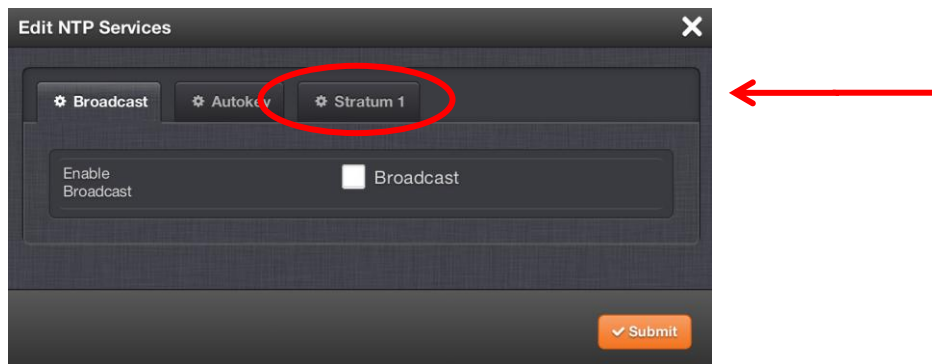 Edit NTP Services
Broadcast Autokey Stratum 1
Enable Broadcast
Broadcast
Submit